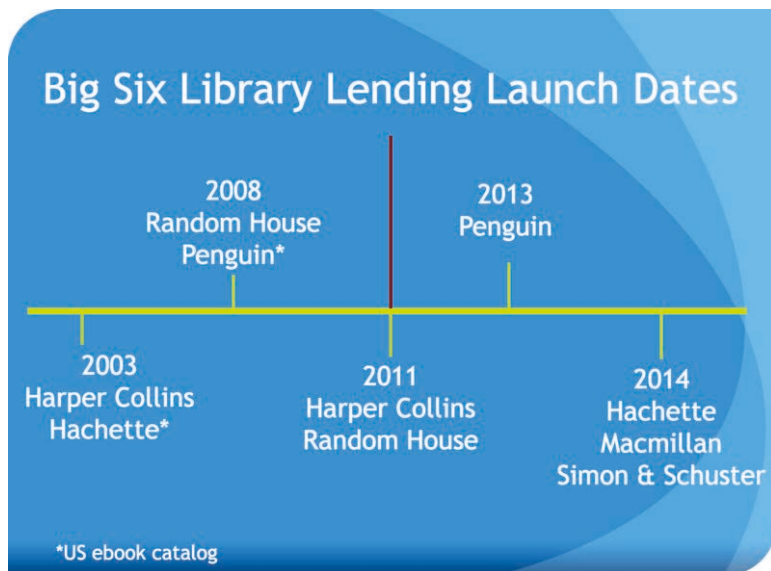 Big Six Library Lending Launch Dates
2003
Harper Collins
Hachette*
2008
Random House
Penguin*
2011
Harper Collins
Random House
2013
Penguin
2014
Hachette
Macmillan
Simon & Schuster
*US ebook catalog